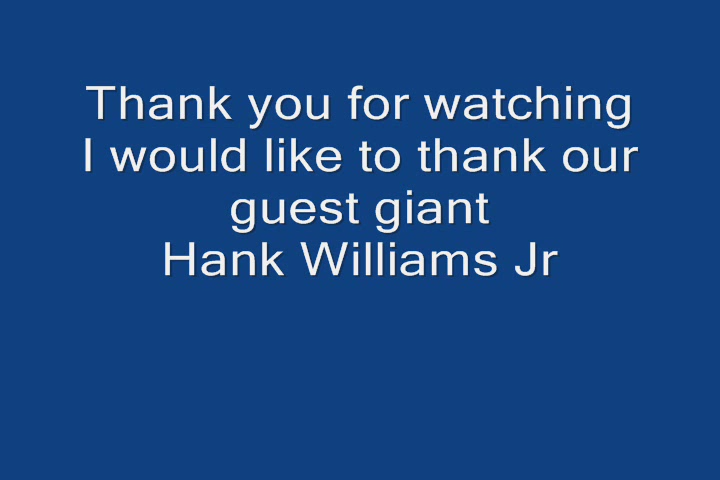 Thank you for watching
I would like to thank our
guest giant
Hank Williams Jr